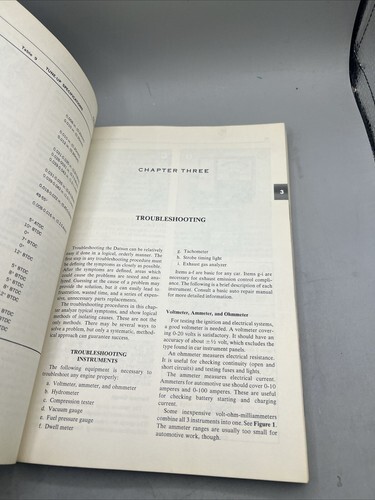 Table 3 TUNE-UP SPECIFICATIONS
5° ATDC
10° BTDC
0° BTDC
12° BTDC
CHAPTER THREE
3
TROUBLESHOOTING
Troubleshooting the Datsun can be relatively
easy if done in a logical, orderly manner. The
first step in any troubleshooting procedure must
be defining the symptoms as closely as possible.
After the symptoms are defined, areas which
could cause the problems are tested and ana-
lyzed. Guessing at the cause of a problem may
provide the solution, but it can easily lead to
frustration, wasted time, and a series of expen-
sive, unnecessary parts replacements.
The troubleshooting procedures in this chap-
ter analyze typical symptoms, and show logical
methods of isolating causes. These are not the
only methods. There may be several ways to
solve a problem, but only a systematic, method-
ical approach can guarantee success.
TROUBLESHOOTING
INSTRUMENTS
The following equipment is necessary to
troubleshoot any engine properly:
a. Voltmeter, ammeter, and ohmmeter
b. Hydrometer
c. Compression tester
d. Vacuum gauge
e. Fuel pressure gauge
f. Dwell meter
g. Tachometer
h. Strobe timing light
i. Exhaust gas analyzer
Items a-f are basic for any car. Items g-i are
necessary for exhaust emission control compli-
ance. The following is a brief description of each
instrument. Consult a basic auto repair manual
for more detailed information.
Voltmeter, Ammeter, and Ohmmeter
For testing the ignition and electrical systems,
a good voltmeter is needed. A voltmeter cover-
ing 0-20 volts is satisfactory. It should have an
accuracy of about ± ½ volt, which excludes the
type found in car instrument panels.
An ohmmeter measures electrical resistance.
It is useful for checking continuity (open and
short circuits) and testing fuses and lights.
The ammeter measures electrical current.
Ammeters for automotive use should cover 0-10
amperes and 0-100 amperes. These are useful
for checking battery starting and charging
current.
Some inexpensive volt-ohm-milliammeters
combine all 3 instruments into one. See Figure 1.
The ammeter ranges are usually too small for
automotive work, though.